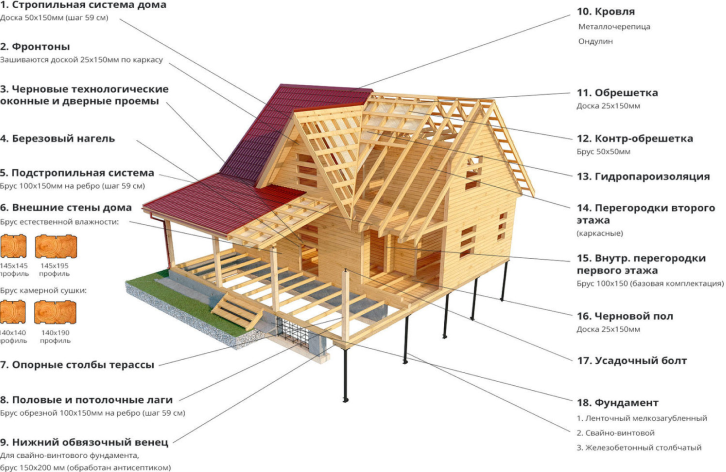 1. Стропильная система дома
Доска 50х150мм (шаг 59 см)
2. Фронтоны
Зашиваются доской 25х150мм по каркасу
3. Черновые технологические
оконные и дверные проемы
4. Березовый нагель
5. Подстропильная система
Брус 100х150мм на ребро (шаг 59 см)
6. Внешние стены дома
Брус естественной влажности:
145х145
профиль
145х195
профиль
Брус камерной сушки:
140х140
профиль
140х190
профиль
7. Опорные столбы террасы
8. Половые и потолочные лаги
Брус обрезной 100х150мм на ребро (шаг 59 см)
9. Нижний обвязочный венец
Для свайно-винтового фундамента,
брус 150х200 мм (обработан антисептиком)
10. Кровля
Металлочерепица
Ондулин
11. Обрешетка
Доска 25х150мм
12. Контр-обрешетка
Брус 50х50мм
13. Гидропароизоляция
14. Перегородки второго
этажа
(каркасные)
15. Внутр. перегородки
первого этажа
Брус 100х150 (базовая комплектация)
16. Черновой пол
Доска 25х150мм
17. Усадочный болт
18. Фундамент
1. Ленточный мелкозагубленный
2. Свайно-винтовой
3. Железобетонный столбчатый